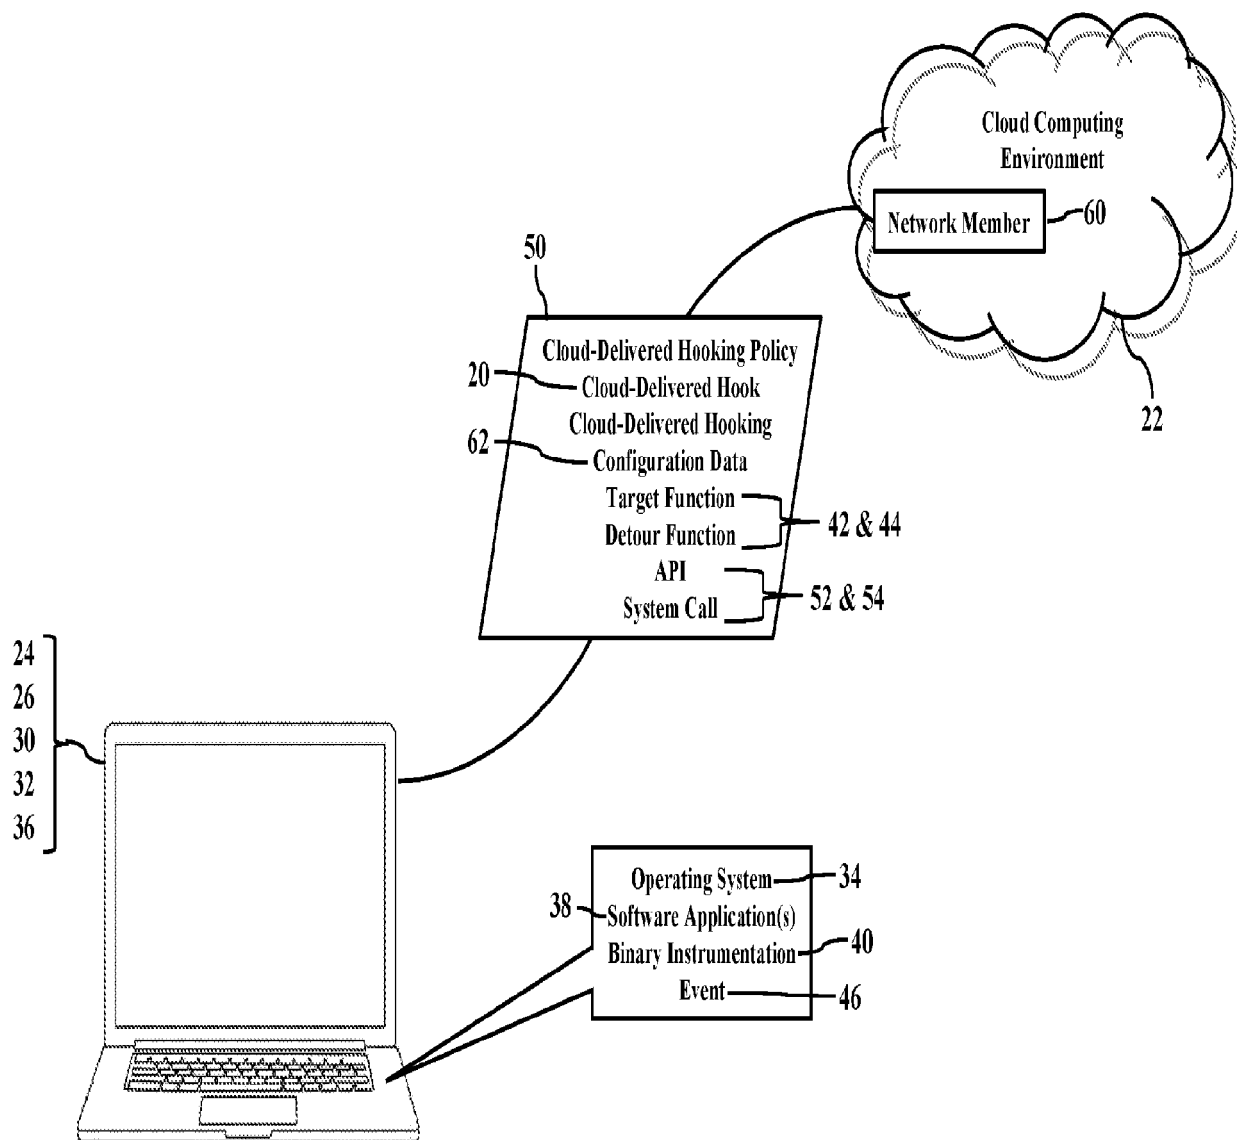 Cloud Computing
Environment
Network Member
60
22
50
Cloud-Delivered Hooking Policy
20
Cloud-Delivered Hook
Cloud-Delivered Hooking
62
Configuration Data
Target Function
Detour Function
42 & 44
API
System Call
52 & 54
24
26
30
32
36
Operating System
34
38
Software Application(s)
Binary Instrumentation
40
Event
46